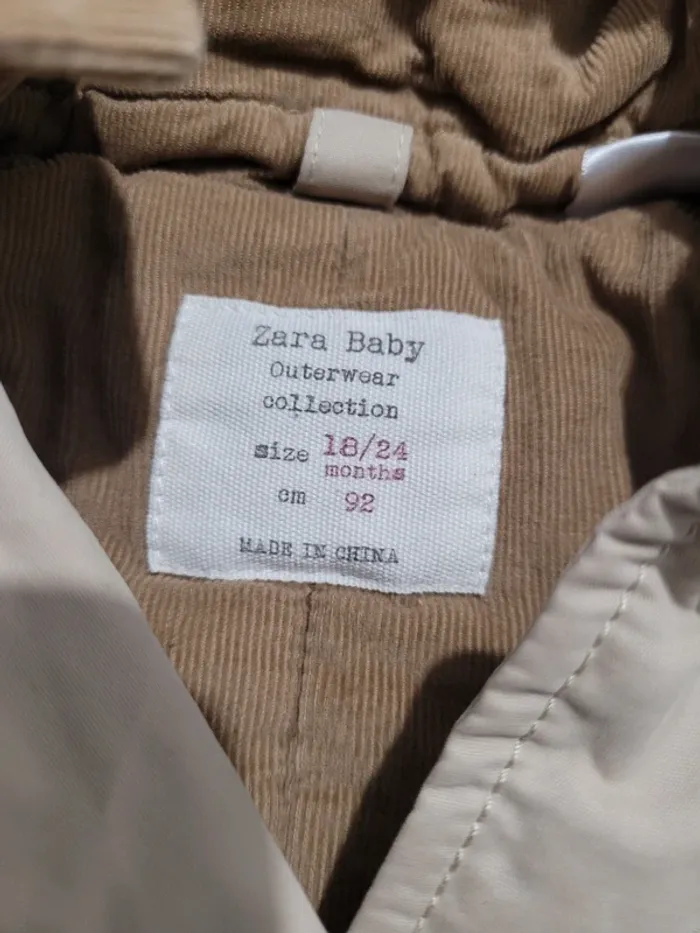 Zara Baby
Outerwear
collection
size 18/24
months
cm 92
MADE IN CHINA